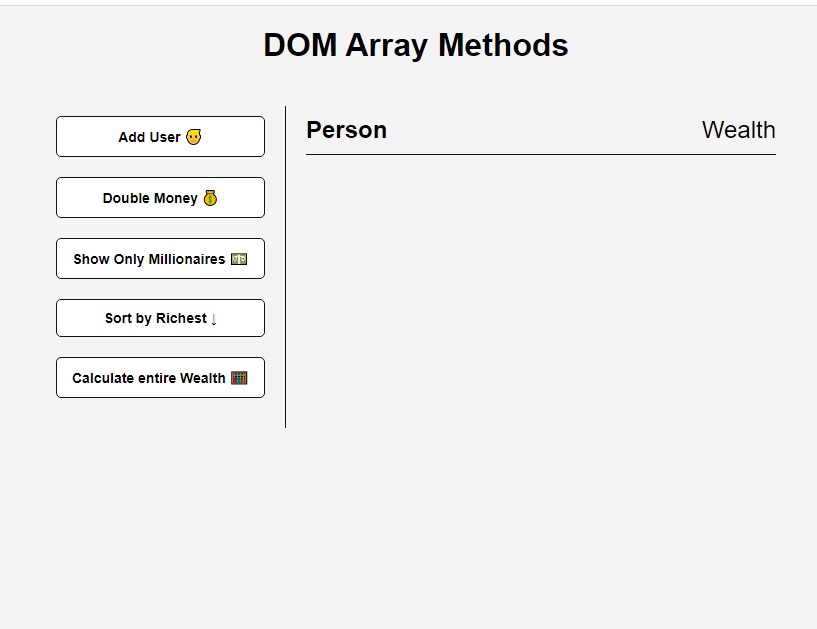 DOM Array Methods
Add User 👱
Double Money 💰
Show Only Millionaires 💵
Sort by Richest ↓
Calculate entire Wealth 🧮
Person Wealth